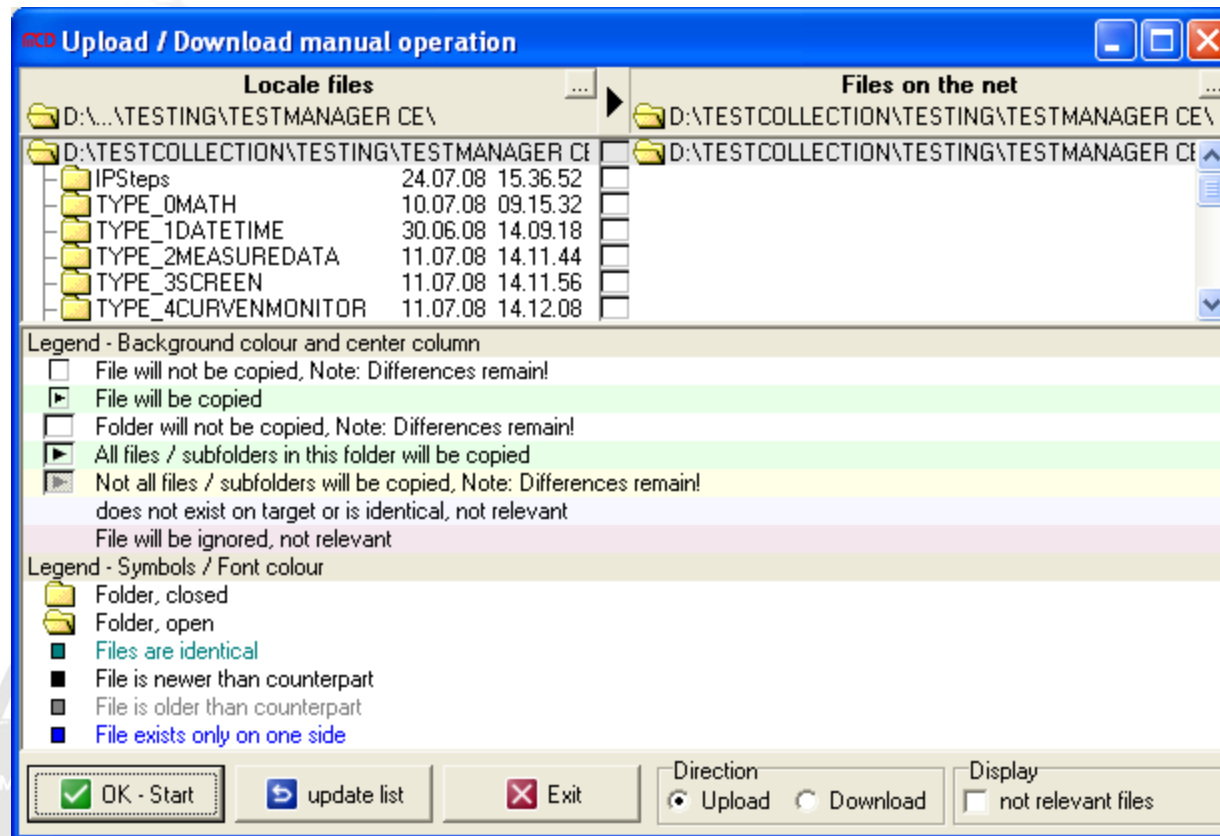 GCD Upload / Download manual operation
Locale files ... Files on the net ...
D:\...\TESTING\TESTMANAGER CE\ D:\TESTCOLLECTION\TESTING\TESTMANAGER CE\
D:\TESTCOLLECTION\TESTING\TESTMANAGER CE D:\TESTCOLLECTION\TESTING\TESTMANAGER CE
IPSteps 24.07.08 15.36.52
TYPE_0MATH 10.07.08 09.15.32
TYPE_1DATETIME 30.06.08 14.09.18
TYPE_2MEASUREDATA 11.07.08 14.11.44
TYPE_3SCREEN 11.07.08 14.11.56
TYPE_4CURVENMONITOR 11.07.08 14.12.08
Legend - Background colour and center column
File will not be copied, Note: Differences remain!
File will be copied
Folder will not be copied, Note: Differences remain!
All files / subfolders in this folder will be copied
Not all files / subfolders will be copied, Note: Differences remain!
does not exist on target or is identical, not relevant
File will be ignored, not relevant
Legend - Symbols / Font colour
Folder, closed
Folder, open
Files are identical
File is newer than counterpart
File is older than counterpart
File exists only on one side
Direction Display
OK - Start update list Exit Upload Download not relevant files